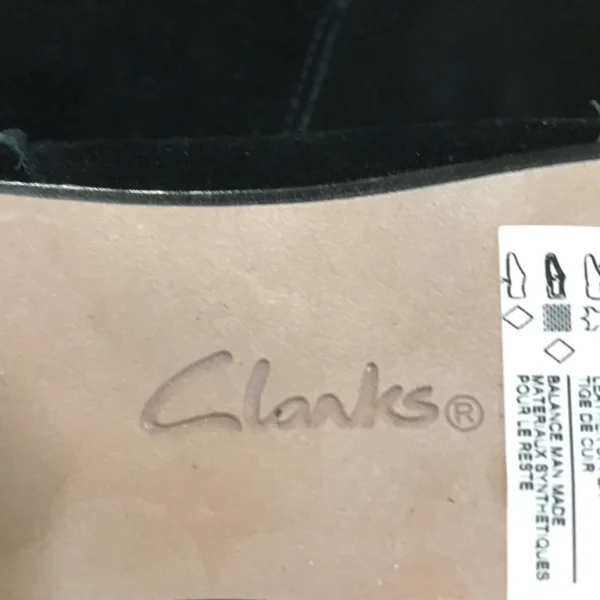 Clarks®
TIGE DE CUIR
BALANCE MAN MADE
MATERIAUX SYNTHETIQUES
POUR LE RESTE